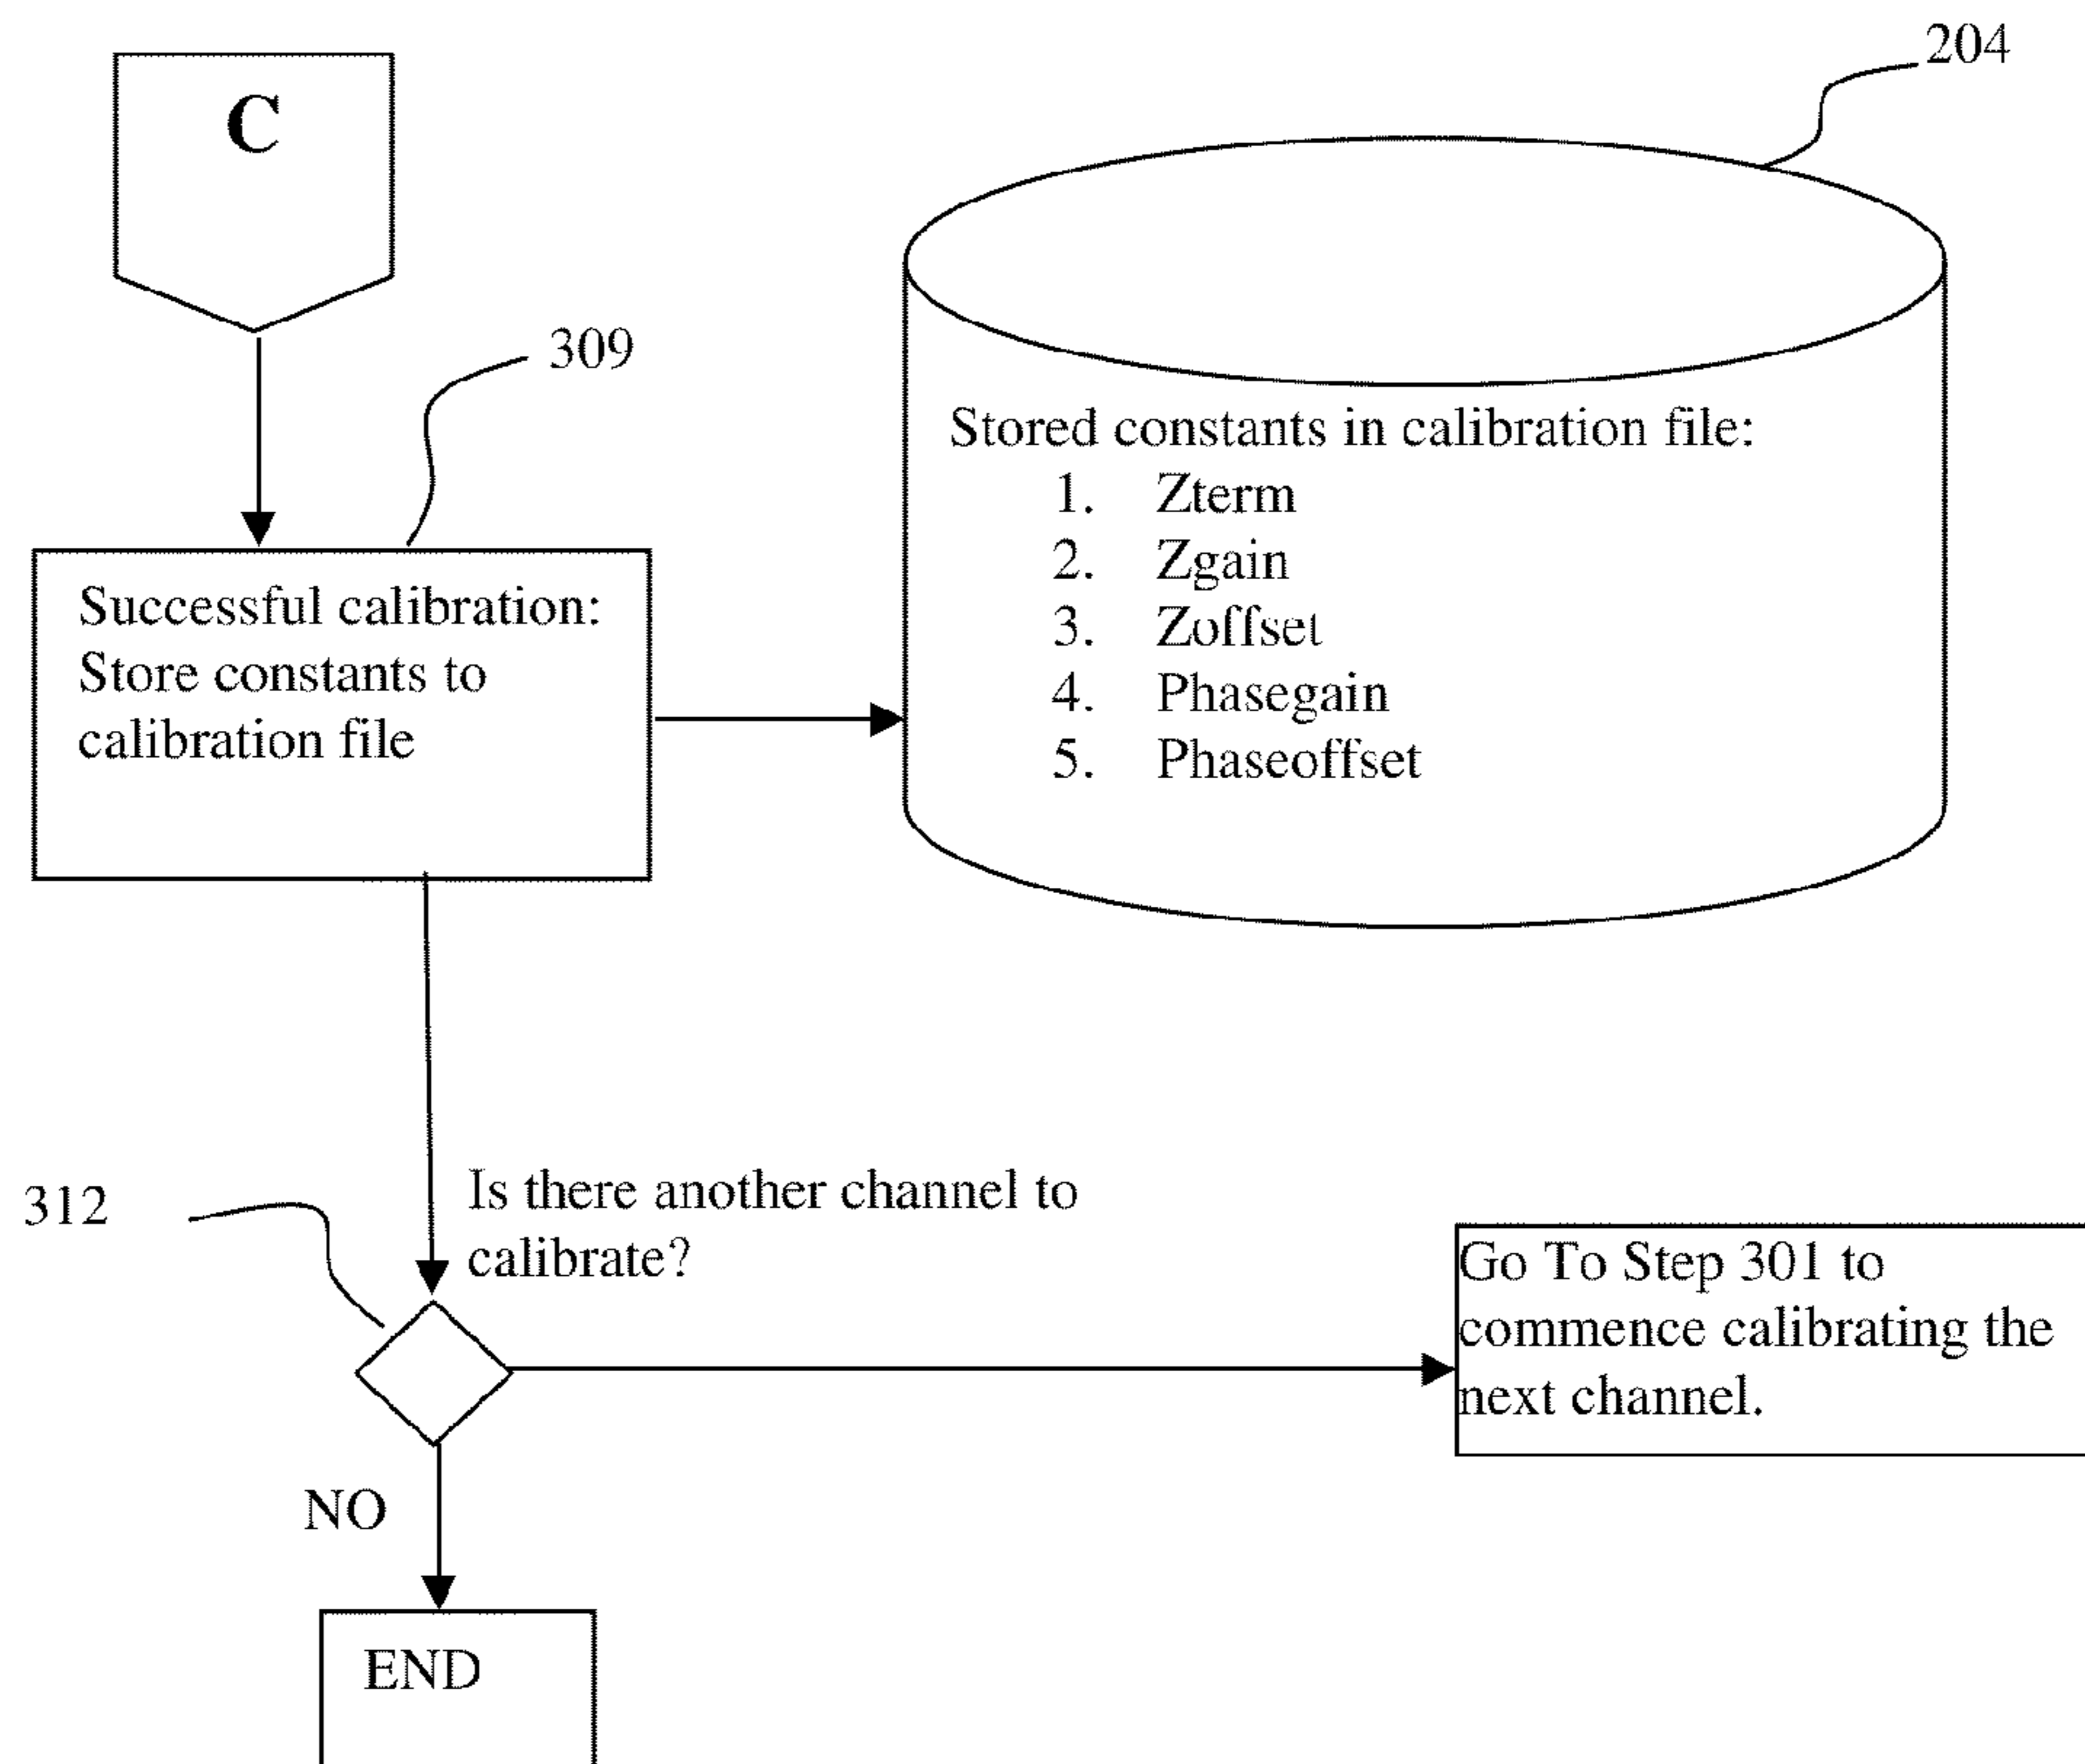 C
204
309
Successful calibration:
Store constants to
calibration file
Stored constants in calibration file:
1. Zterm
2. Zgain
3. Zoffset
4. Phasegain
5. Phaseoffset
312
Is there another channel to
calibrate?
Go To Step 301 to
commence calibrating the
next channel.
NO
END